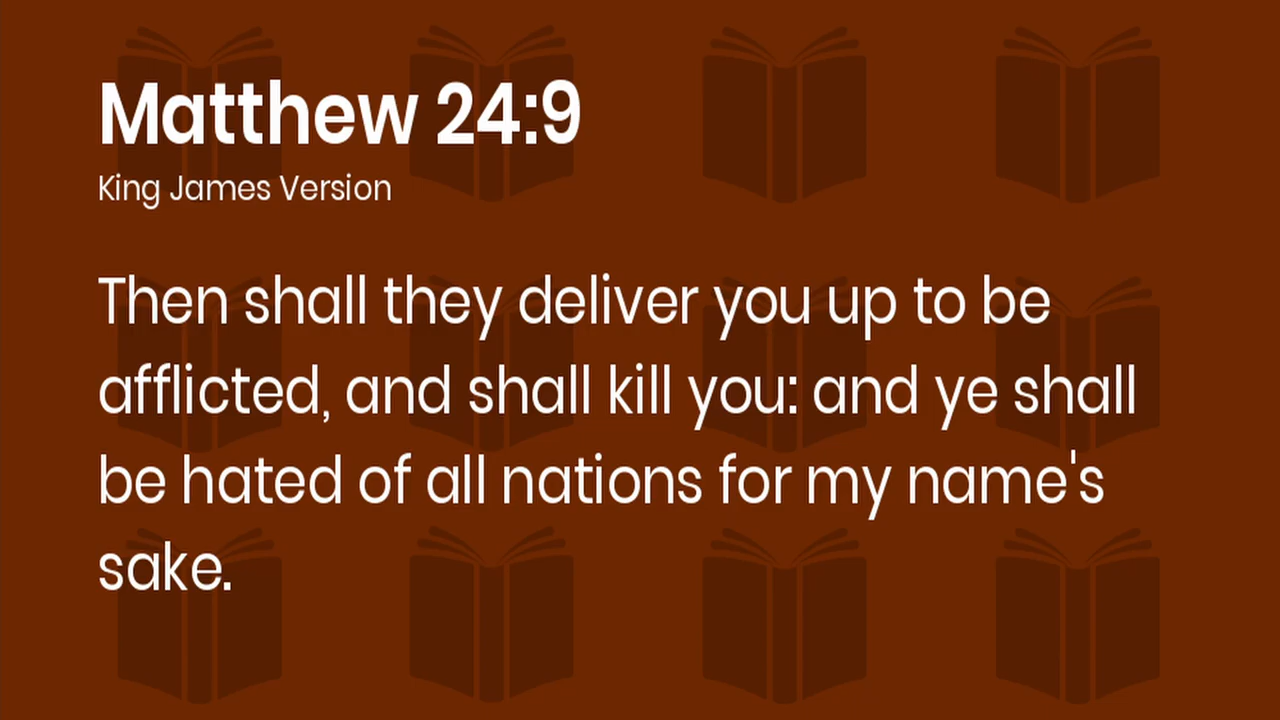 Matthew 24:9
King James Version
Then shall they deliver you up to be
afflicted, and shall kill you: and ye shall
be hated of all nations for my name's
sake.